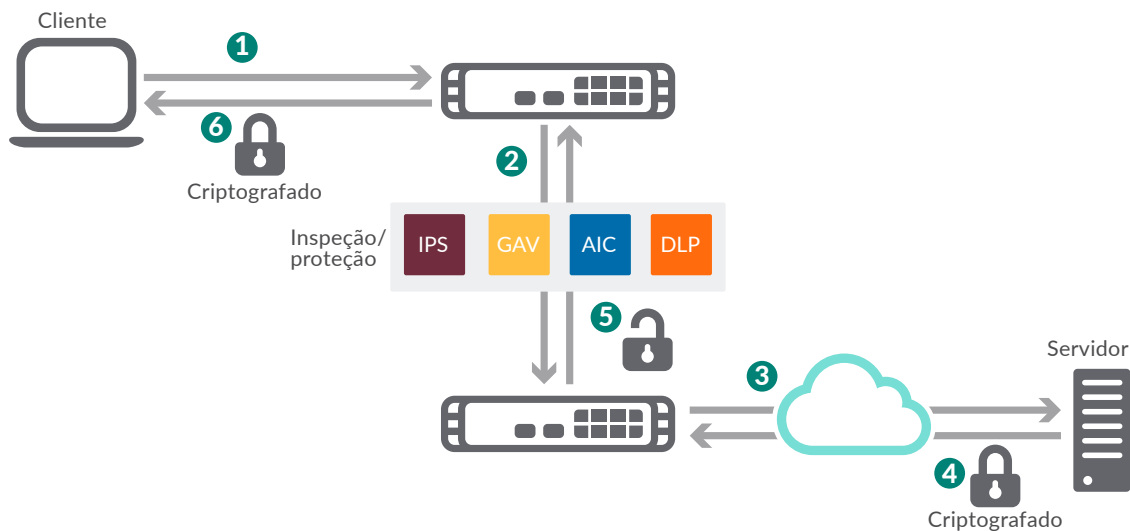 Cliente
1
6
Criptografado
2
Inspeção/
proteção
IPS
GAV
AIC
DLP
5
3
Servidor
4
Criptografado